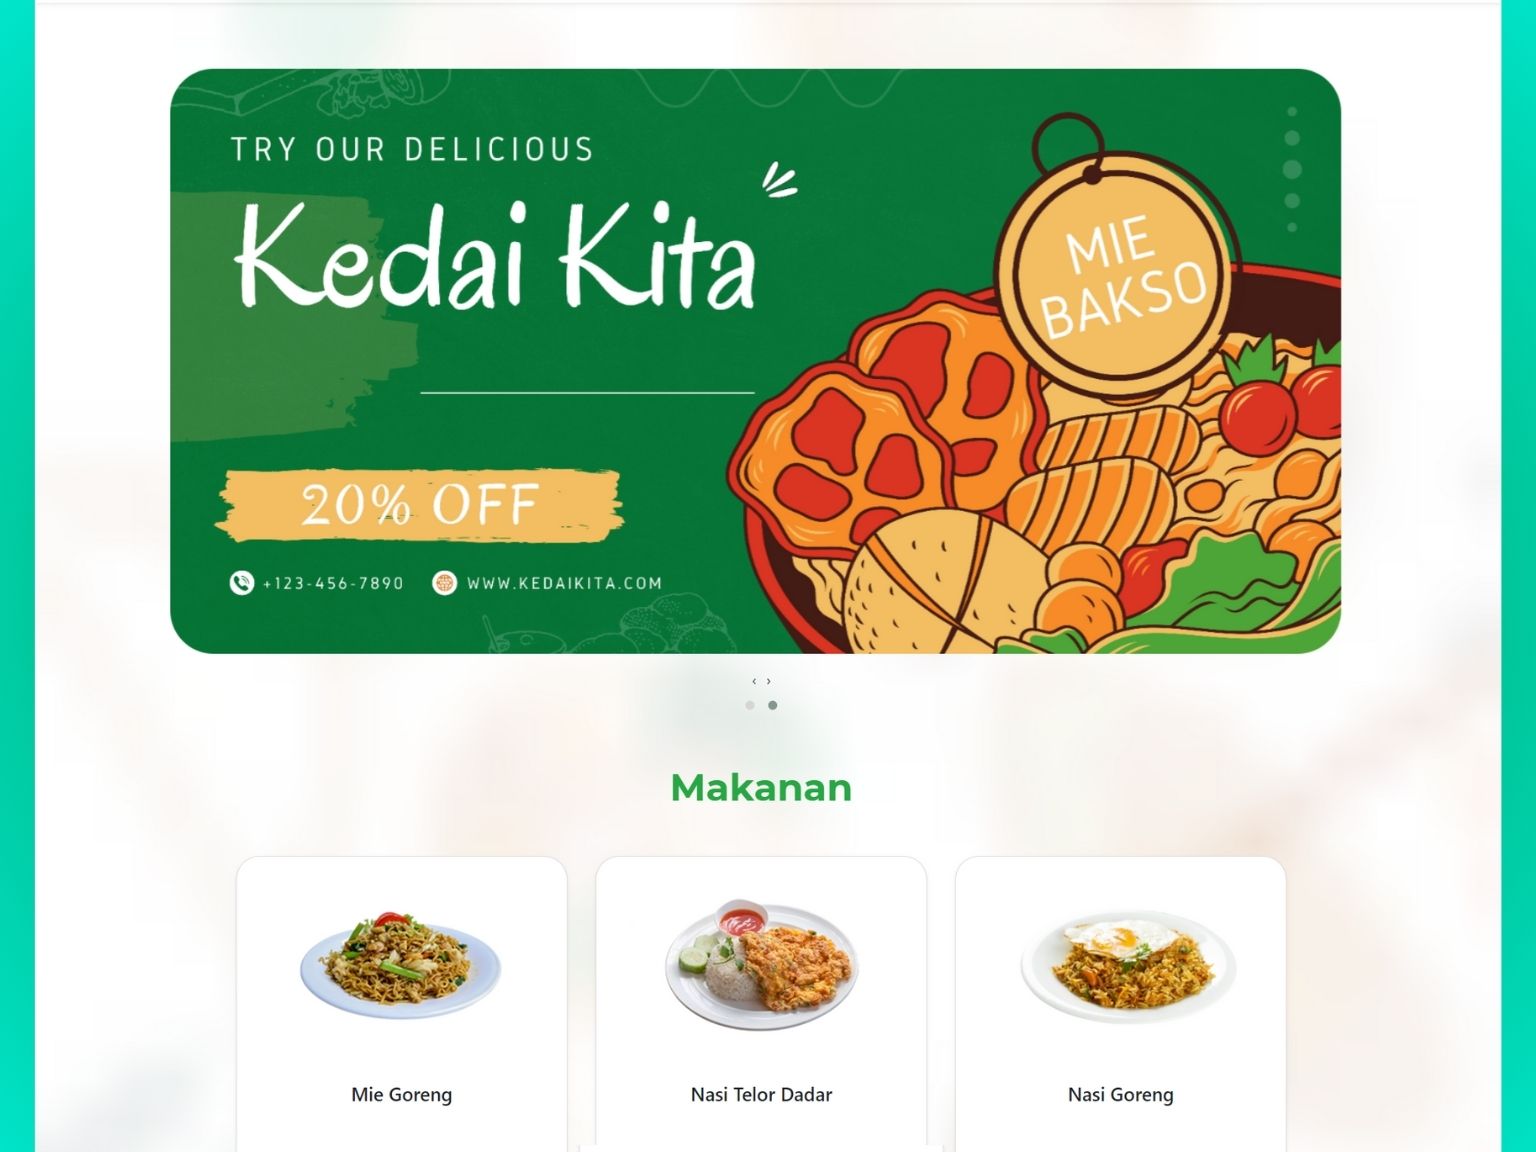 TRY OUR DELICIOUS
Kedai Kita
MIE
BAKSO
20% OFF
+123-456-7890 WWW.KEDAIKITA.COM
‹ ›
Makanan
Mie Goreng
Nasi Telor Dadar
Nasi Goreng